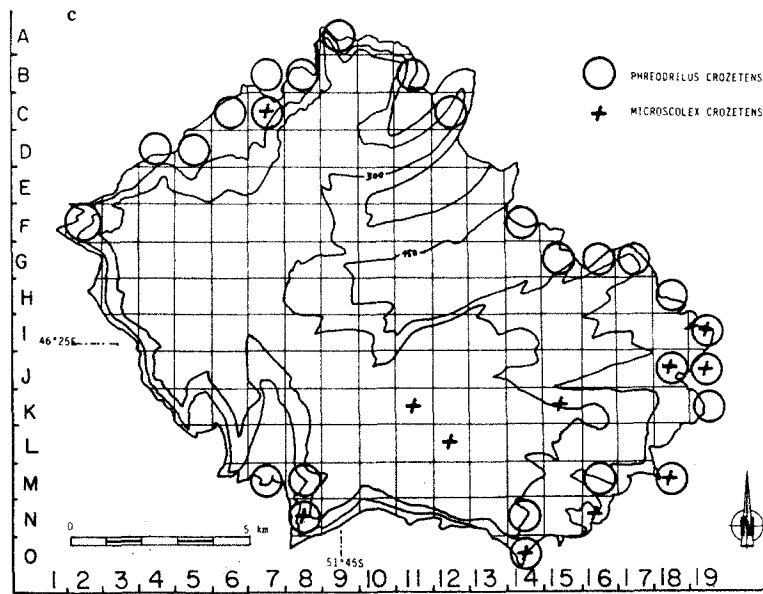 c
A
B
C
D
E
F
G
H
I
J
K
L
M
N
O
PHREODRILUS CROZETENS
MICROSCOLEX CROZETENS
300
150
46°25E
0 5 km
51°45S
N
1 2 3 4 5 6 7 8 9 10 11 12 13 14 15 16 17 18 19